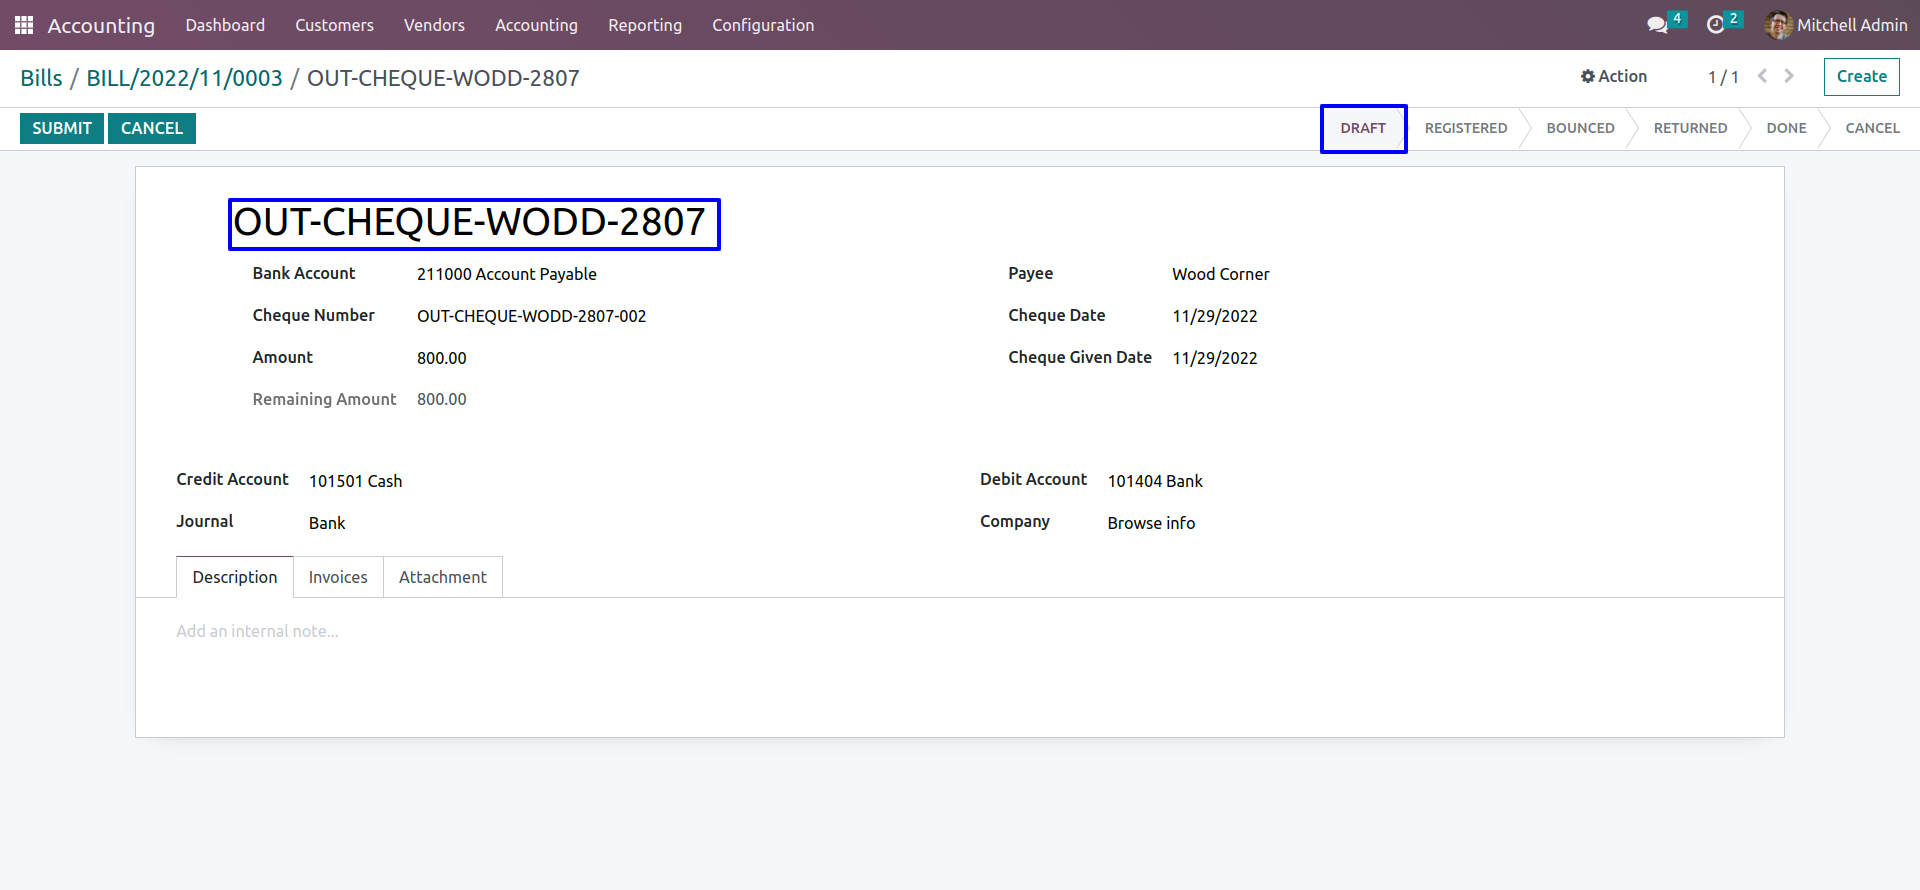 Accounting Dashboard Customers Vendors Accounting Reporting Configuration 4 2 Mitchell Admin
Bills / BILL/2022/11/0003 / OUT-CHEQUE-WODD-2807 Action 1 / 1 Create
SUBMIT CANCEL DRAFT REGISTERED BOUNCED RETURNED DONE CANCEL
OUT-CHEQUE-WODD-2807
Bank Account 211000 Account Payable Payee Wood Corner
Cheque Number OUT-CHEQUE-WODD-2807-002 Cheque Date 11/29/2022
Amount 800.00 Cheque Given Date 11/29/2022
Remaining Amount 800.00
Credit Account 101501 Cash Debit Account 101404 Bank
Journal Bank Company Browse info
Description Invoices Attachment
Add an internal note...